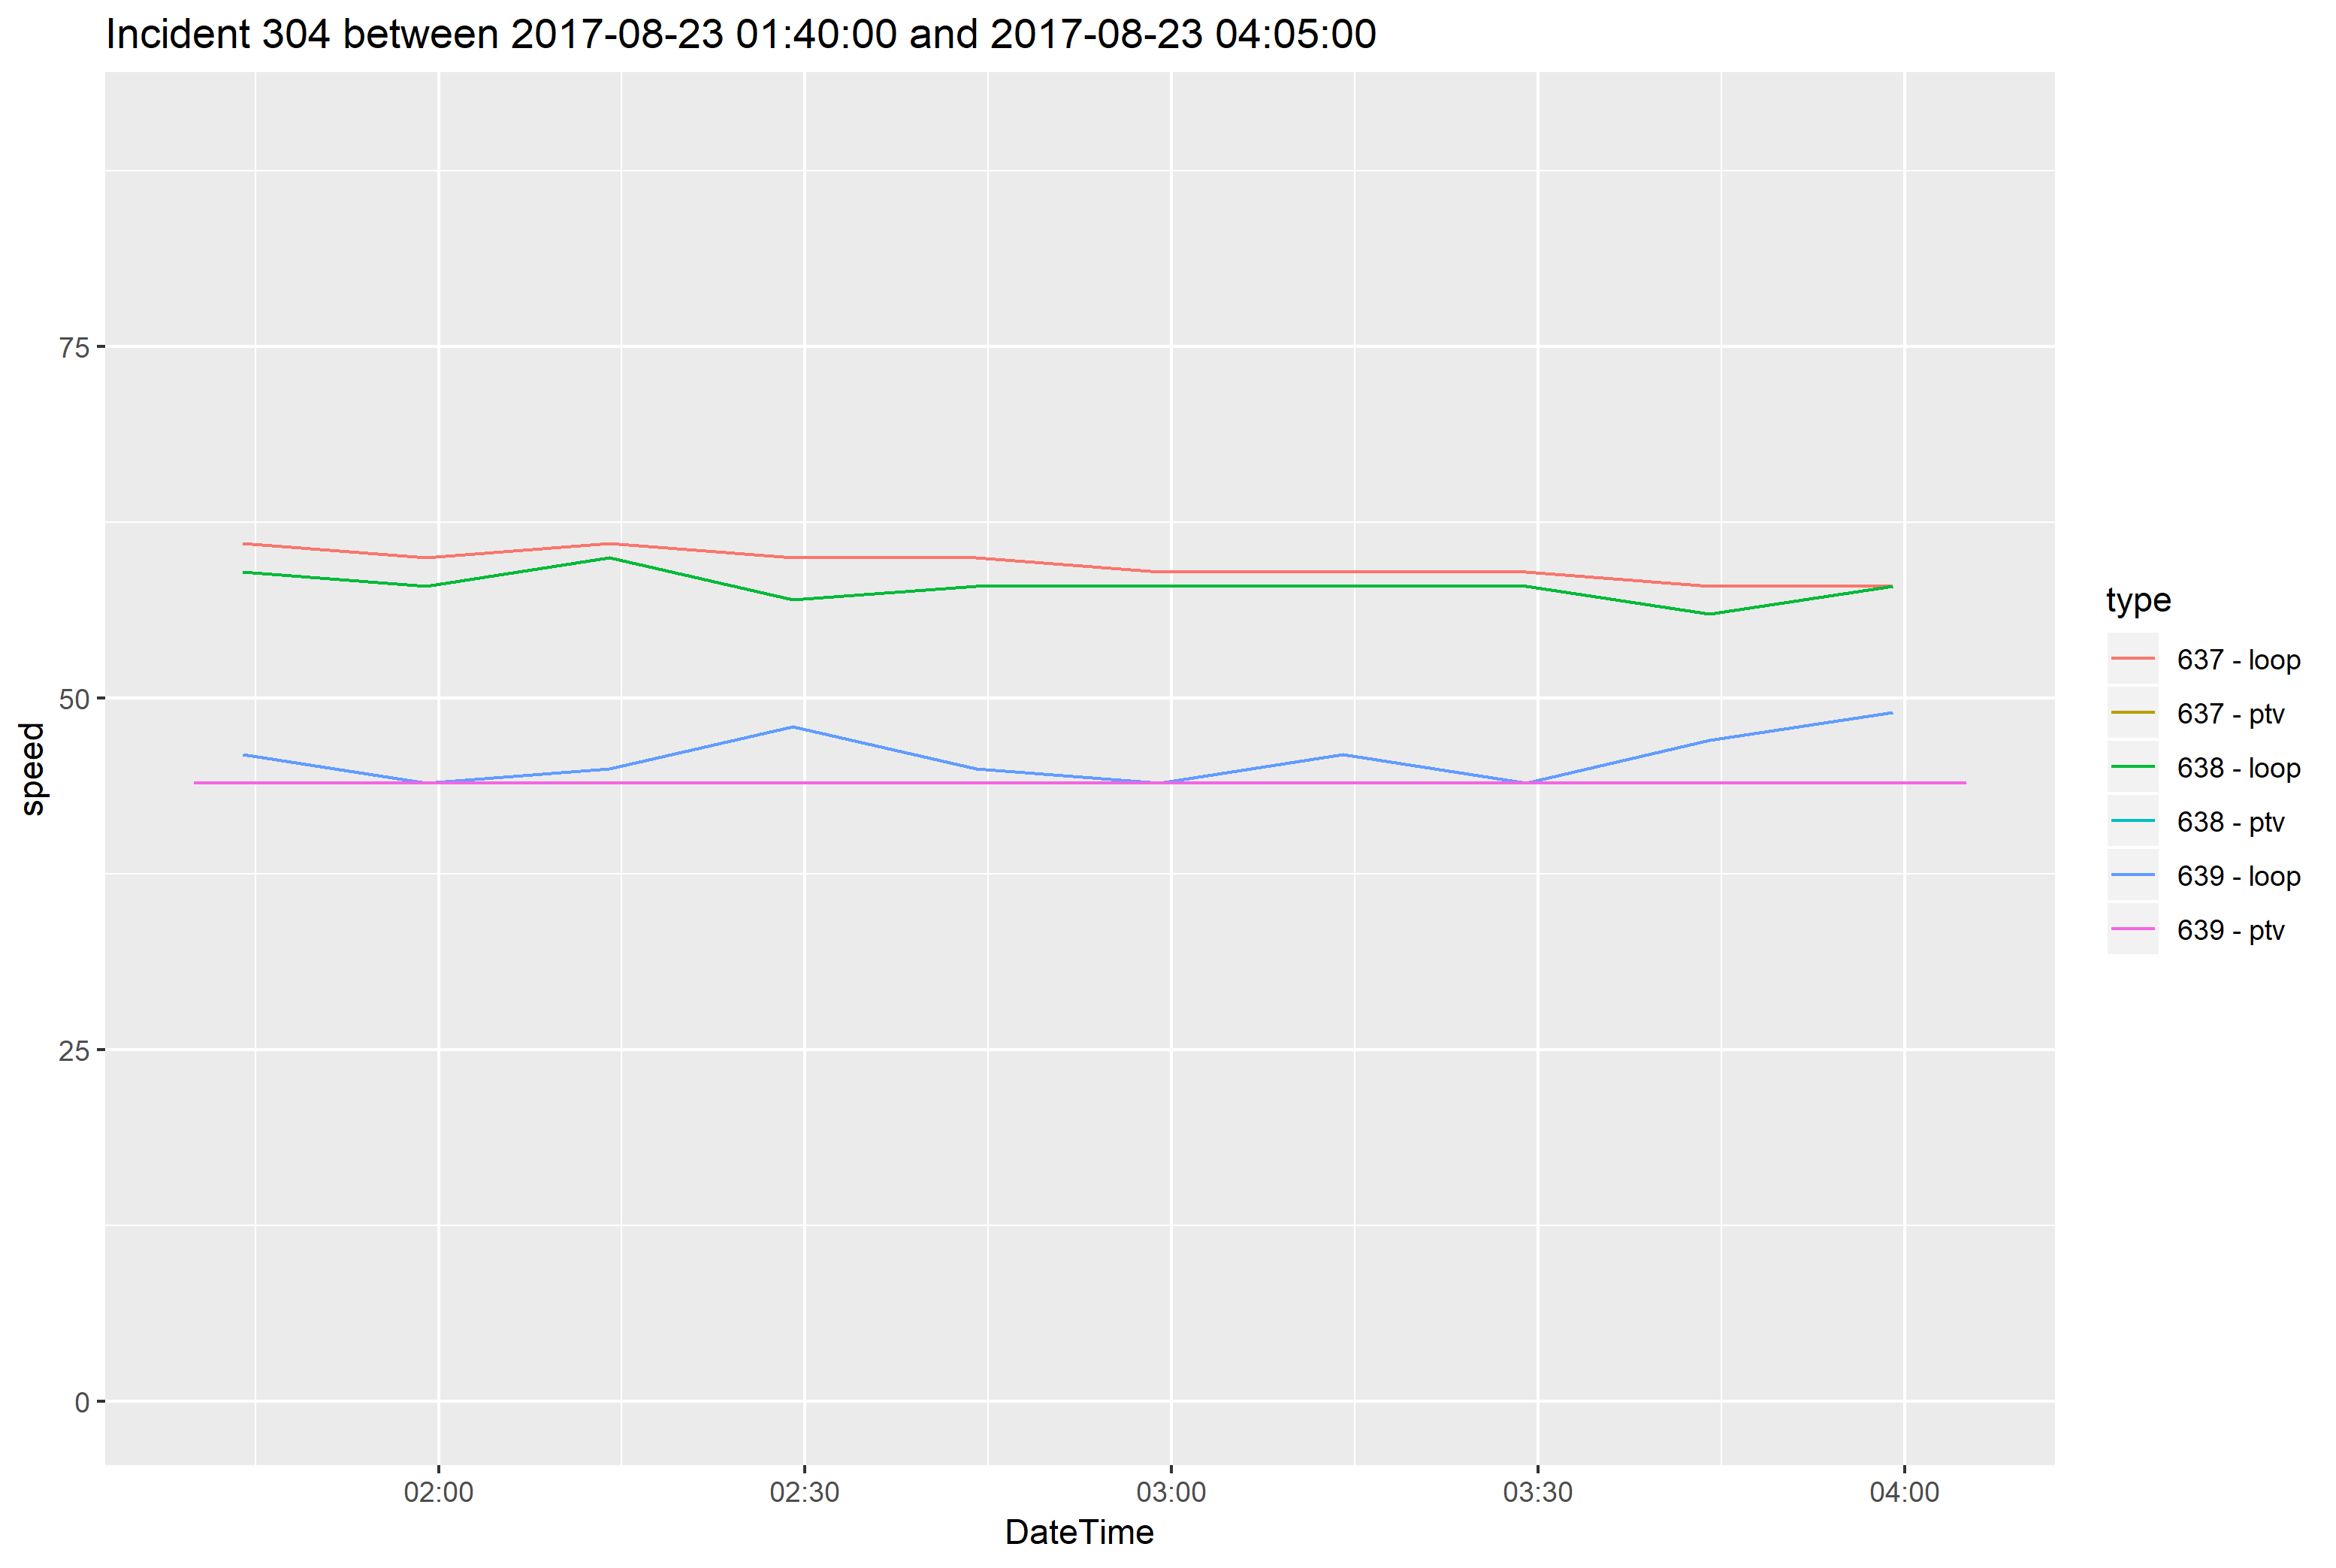 Incident 304 between 2017-08-23 01:40:00 and 2017-08-23 04:05:00
75
50
25
0
speed
02:00 02:30 03:00 03:30 04:00
DateTime
type
637 - loop
637 - ptv
638 - loop
638 - ptv
639 - loop
639 - ptv